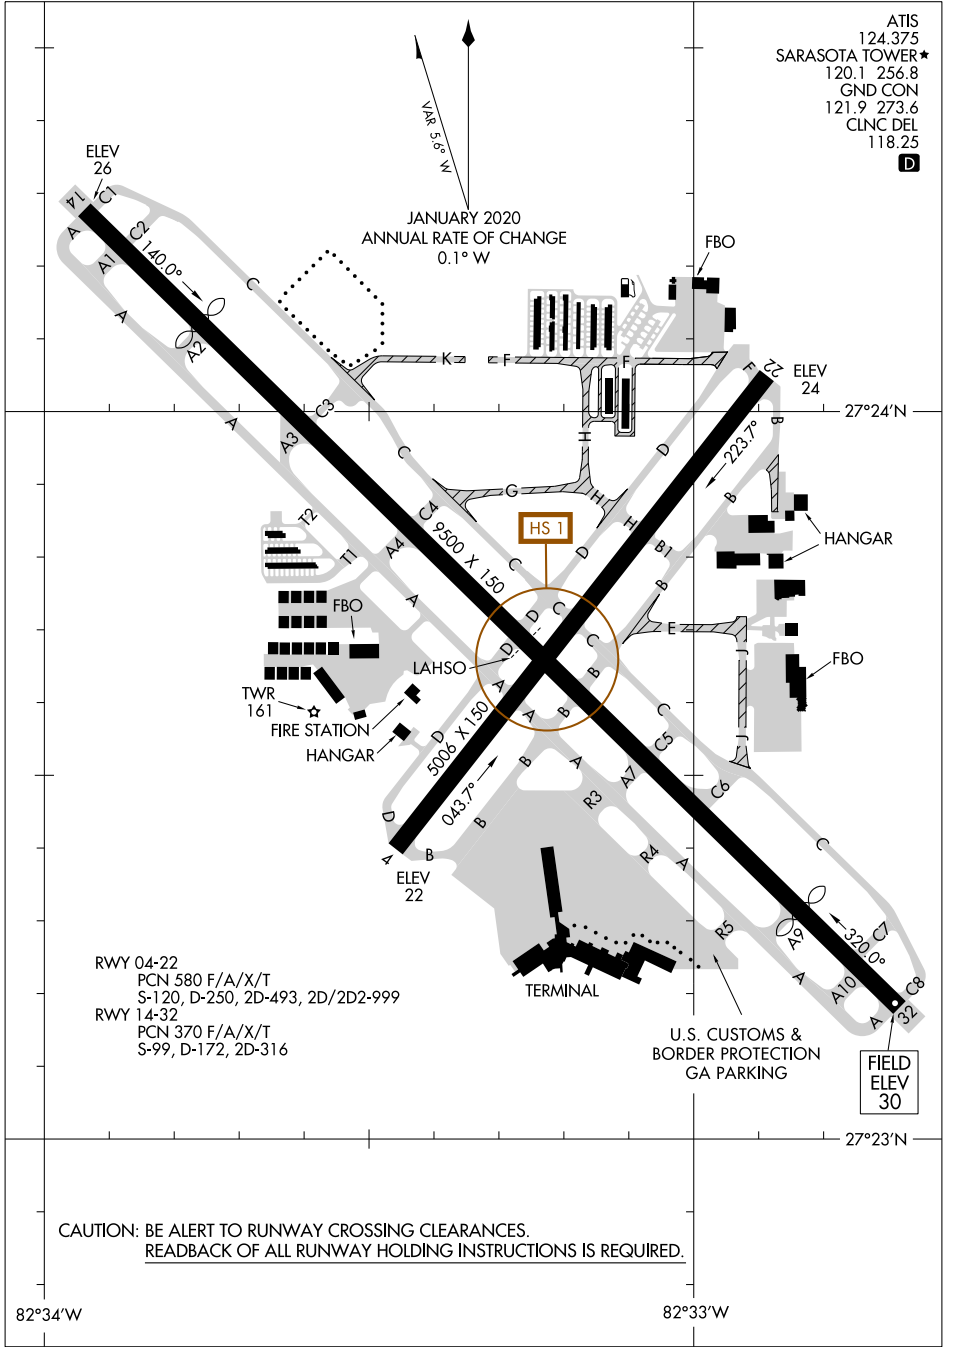 ATIS
124.375
SARASOTA TOWER★
120.1 256.8
GND CON
121.9 273.6
CLNC DEL
118.25
D
VAR 5.6° W
JANUARY 2020
ANNUAL RATE OF CHANGE
0.1° W
ELEV
26
14
C1
A
A1
C2
140.0°
C
A
A2
FBO
K
F
F
F
22
ELEV
24
27°24'N
C3
A
A3
C
H
D
223.7°
B
G
H
H
B
C4
9500 X 150
T2
T1
A4
HS 1
C
D
B1
B
HANGAR
FBO
A
D
C
C
E
J
D
LAHSO
A
A
B
B
FBO
TWR
161
FIRE STATION
HANGAR
D
5006 X 150
043.7°
B
A
C
C5
J
A7
C6
R3
B
D
4
B
ELEV
22
R4
A
C
R5
A9
C7
320.0°
A
A10
C8
A
32
TERMINAL
RWY 04-22
PCN 580 F/A/X/T
S-120, D-250, 2D-493, 2D/2D2-999
RWY 14-32
PCN 370 F/A/X/T
S-99, D-172, 2D-316
U.S. CUSTOMS &
BORDER PROTECTION
GA PARKING
FIELD
ELEV
30
27°23'N
CAUTION: BE ALERT TO RUNWAY CROSSING CLEARANCES.
READBACK OF ALL RUNWAY HOLDING INSTRUCTIONS IS REQUIRED.
82°34'W
82°33'W